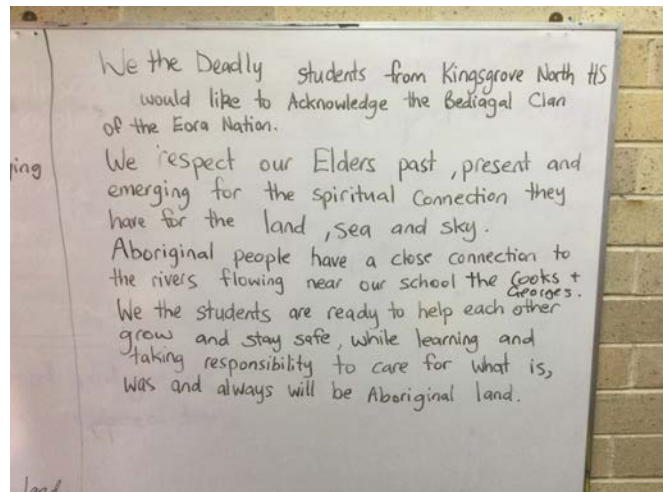 We the Deadly students from Kingsgrove North HS
would like to Acknowledge the Bediagal Clan
of the Eora Nation.
We respect our Elders past, present and
emerging for the spiritual Connection they
have for the land, sea and sky.
Aboriginal people have a close connection to
the rivers flowing near our school the Cooks +
Georges.
We the students are ready to help each other
grow and stay safe, while learning and
taking responsibility to care for what is,
was and always will be Aboriginal land.